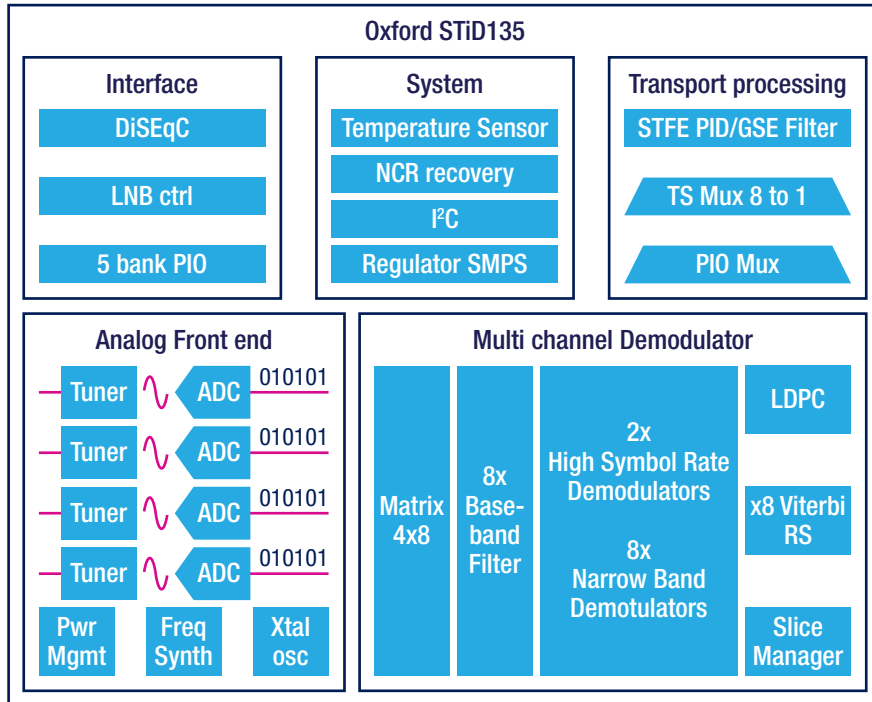 Oxford STiD135
Interface
DiSEqC
LNB ctrl
5 bank PIO
System
Temperature Sensor
NCR recovery
I²C
Regulator SMPS
Transport processing
STFE PID/GSE Filter
TS Mux 8 to 1
PIO Mux
Analog Front end
Tuner
ADC
010101
Tuner
ADC
010101
Tuner
ADC
010101
Tuner
ADC
010101
Pwr
Mgmt
Freq
Synth
Xtal
osc
Multi channel Demodulator
Matrix
4x8
8x
Base-
band
Filter
2x
High Symbol Rate
Demodulators
8x
Narrow Band
Demotulators
LDPC
x8 Viterbi
RS
Slice
Manager